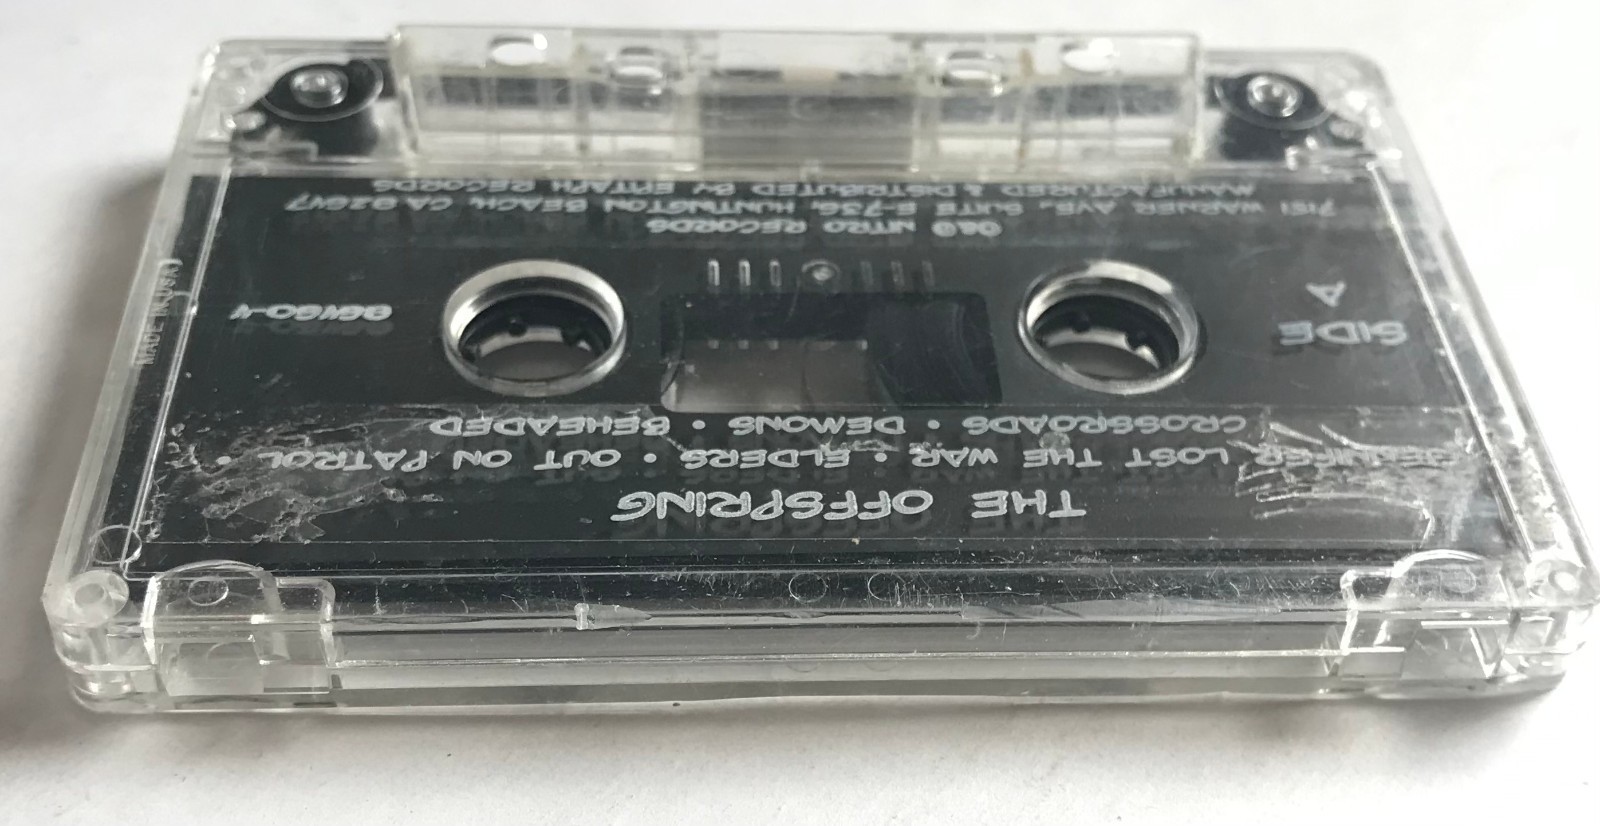 THE OFFSPRING
JENNIFER LOST THE WAR • ELDERS • OUT ON PATROL •
CROSSROADS • DEMONS • BEHEADED
SIDE
A
86460-4
℗&© NITRO RECORDS
7151 WARNER AVE., SUITE E-736, HUNTINGTON BEACH, CA 92647
MANUFACTURED & DISTRIBUTED BY EPITAPH RECORDS
MADE IN USA